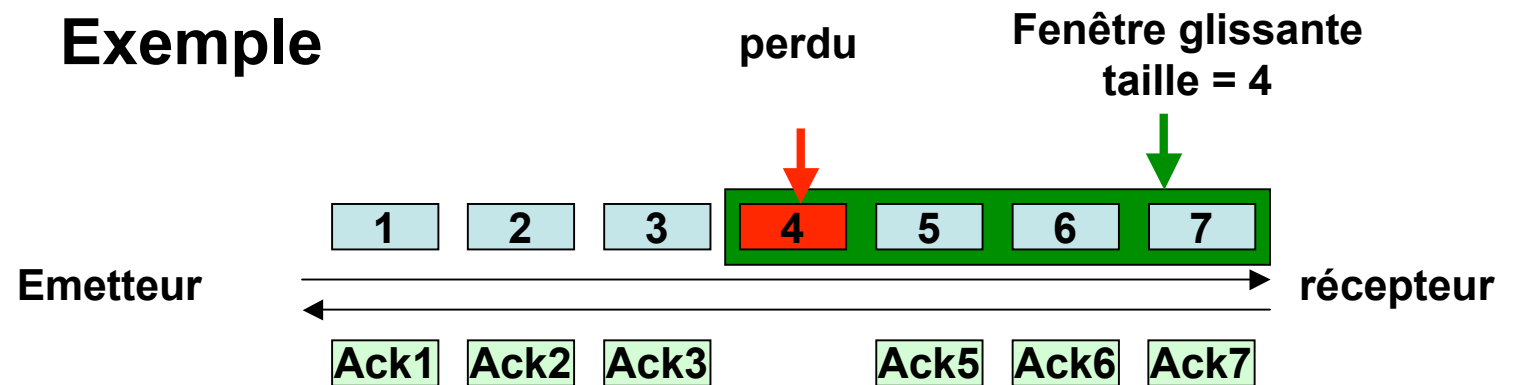 Exemple
perdu
Fenêtre glissante
taille = 4
1 2 3 4 5 6 7
Emetteur
récepteur
Ack1 Ack2 Ack3 Ack5 Ack6 Ack7